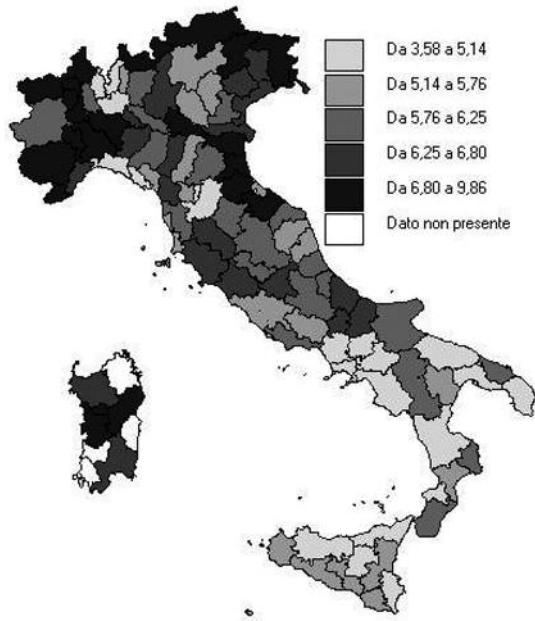 Da 3,58 a 5,14
Da 5,14 a 5,76
Da 5,76 a 6,25
Da 6,25 a 6,80
Da 6,80 a 9,86
Dato non presente